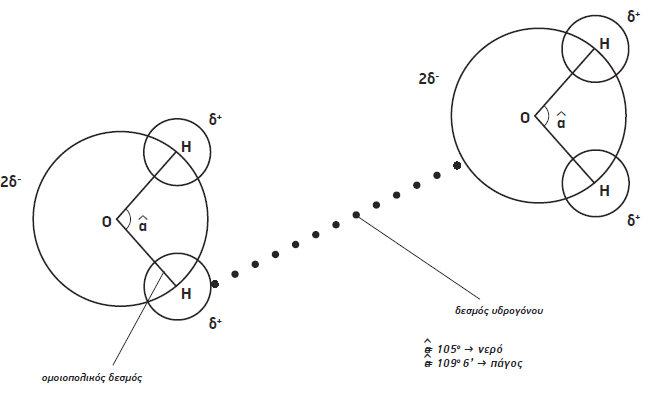 δ⁺
H
2δ⁻
O
α̂
H
δ⁺
δ⁺
H
2δ⁻
O
α̂
H
δ⁺
δεσμός υδρογόνου
α̂= 105° → νερό
α̂= 109° 6' → πάγος
ομοιοπολικός δεσμός